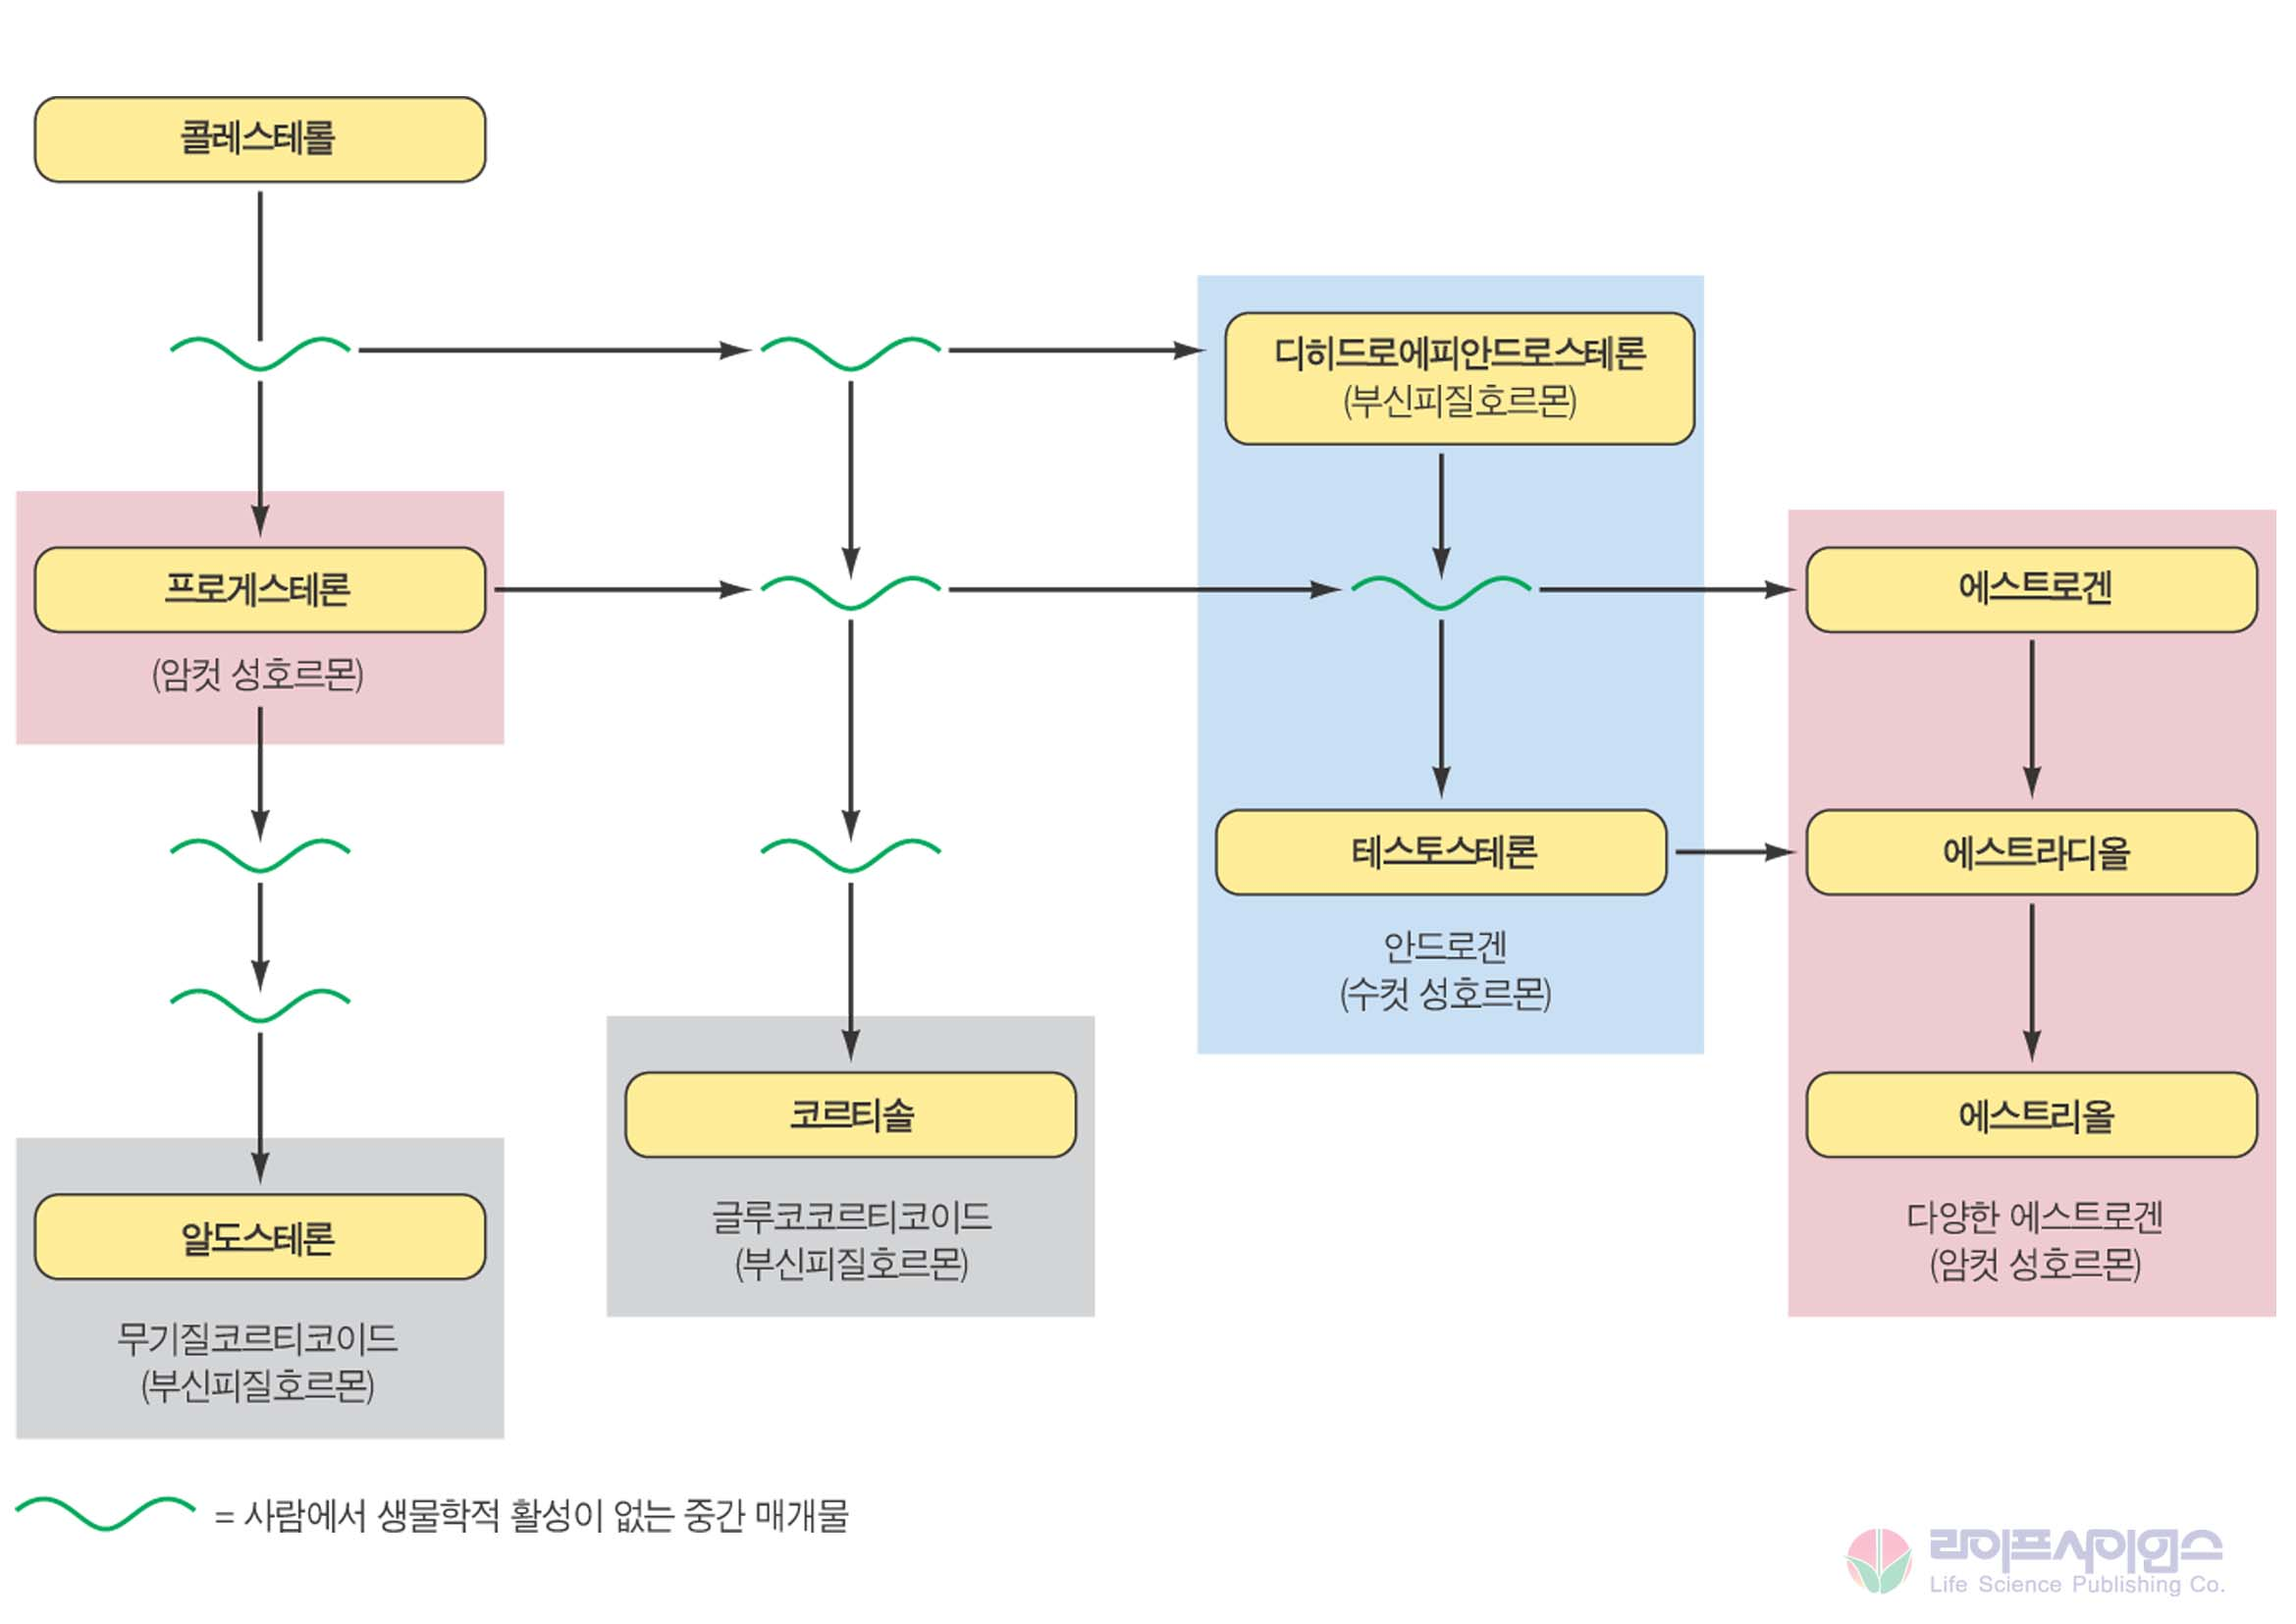 콜레스테롤
디히드로에피안드로스테론
(부신피질호르몬)
프로게스테론
(암컷 성호르몬)
에스트로겐
테스토스테론
안드로겐
(수컷 성호르몬)
에스트라디올
코르티솔
글루코코르티코이드
(부신피질호르몬)
에스트리올
다양한 에스트로겐
(암컷 성호르몬)
알도스테론
무기질코르티코이드
(부신피질호르몬)
= 사람에서 생물학적 활성이 없는 중간 매개물
라이프사이언스
Life Science Publishing Co.